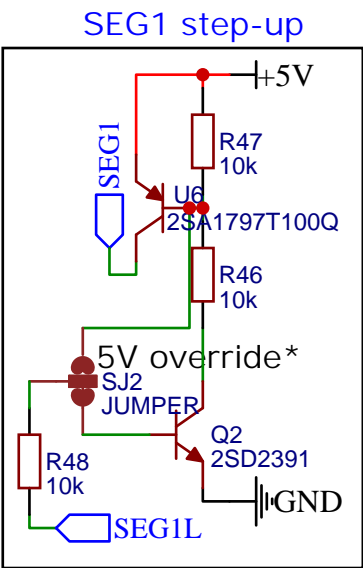 SEG1 step-up
+5V
SEG1
R47
10k
U6
2SA1797T100Q
R46
10k
5V override*
SJ2
JUMPER
Q2
2SD2391
R48
10k
GND
SEG1L